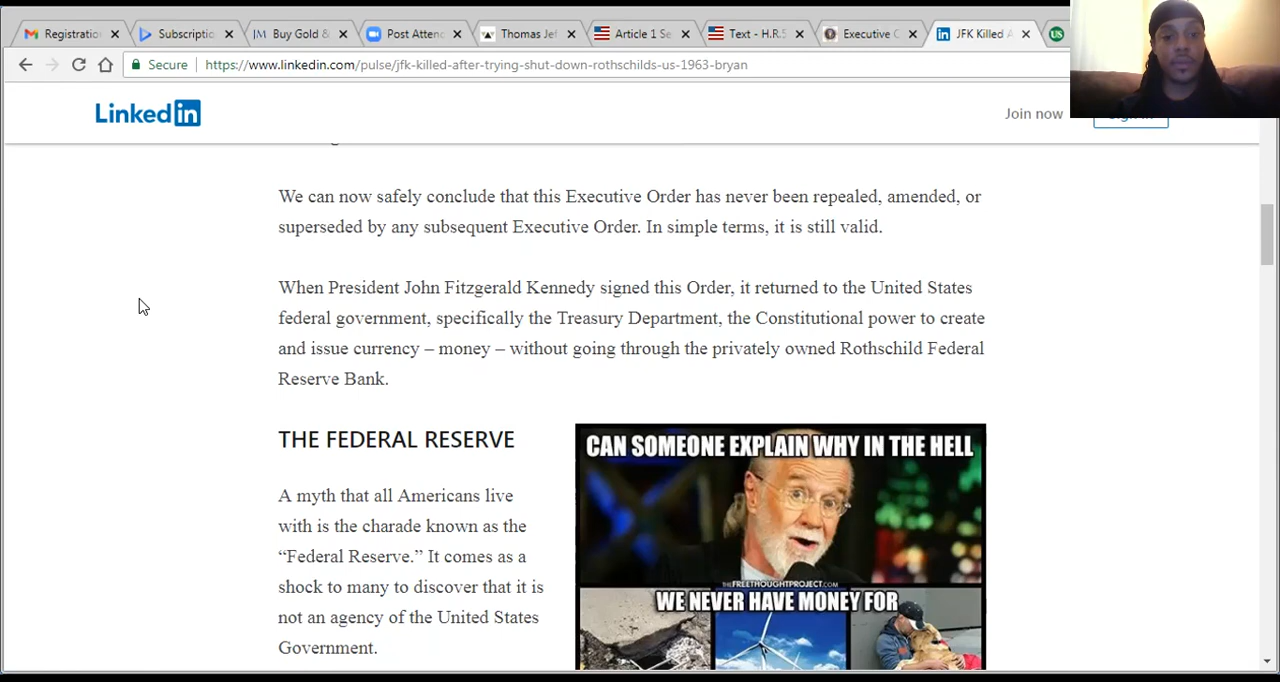 Registratio
Subscriptio
Buy Gold &
Post Atten
Thomas Je
Article 1 Se
Text - H.R.5
Executive C
JFK Killed A
US
Secure
https://www.linkedin.com/pulse/jfk-killed-after-trying-shut-down-rothschilds-us-1963-bryan
Linkedin
Join now
We can now safely conclude that this Executive Order has never been repealed, amended, or
superseded by any subsequent Executive Order. In simple terms, it is still valid.
When President John Fitzgerald Kennedy signed this Order, it returned to the United States
federal government, specifically the Treasury Department, the Constitutional power to create
and issue currency – money – without going through the privately owned Rothschild Federal
Reserve Bank.
THE FEDERAL RESERVE
A myth that all Americans live
with is the charade known as the
“Federal Reserve.” It comes as a
shock to many to discover that it is
not an agency of the United States
Government.
CAN SOMEONE EXPLAIN WHY IN THE HELL
THEFREETHOUGHTPROJECT.COM
WE NEVER HAVE MONEY FOR